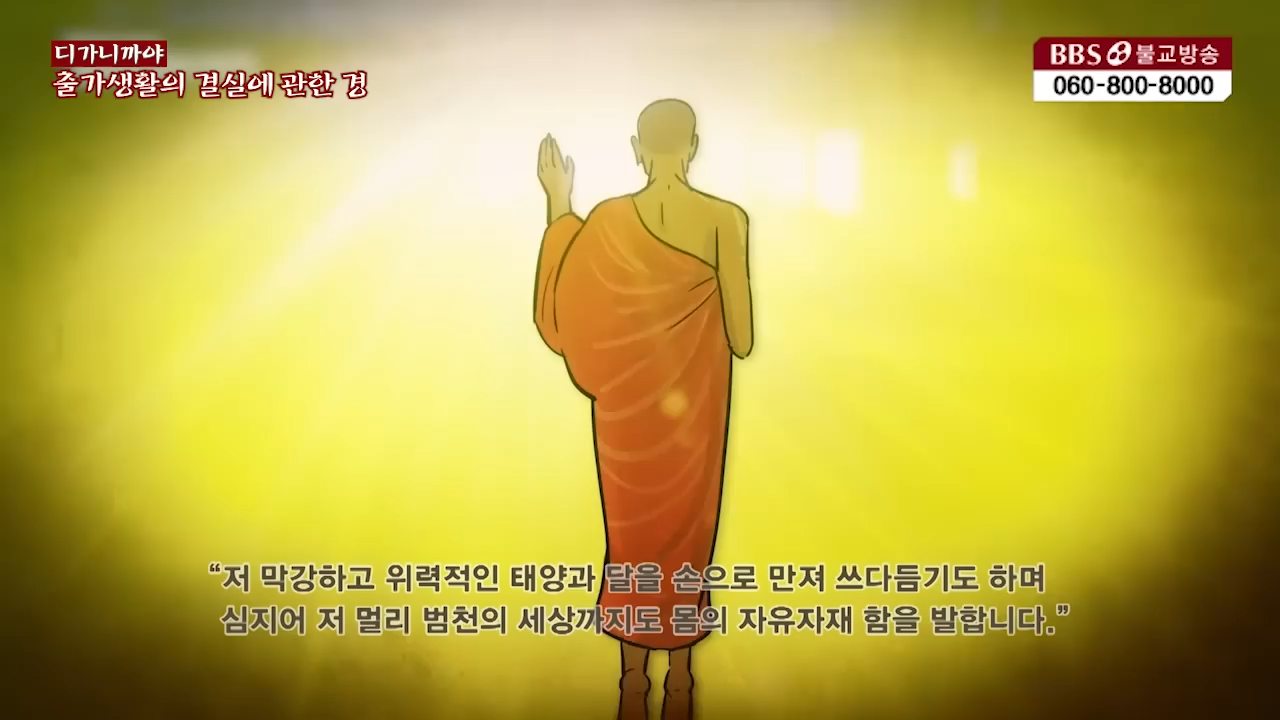 디가니까야
출가생활의 결실에 관한 경
BBS 불교방송
060-800-8000
“저 막강하고 위력적인 태양과 달을 손으로 만져 쓰다듬기도 하며
심지어 저 멀리 범천의 세상까지도 몸의 자유자재 함을 발합니다.”